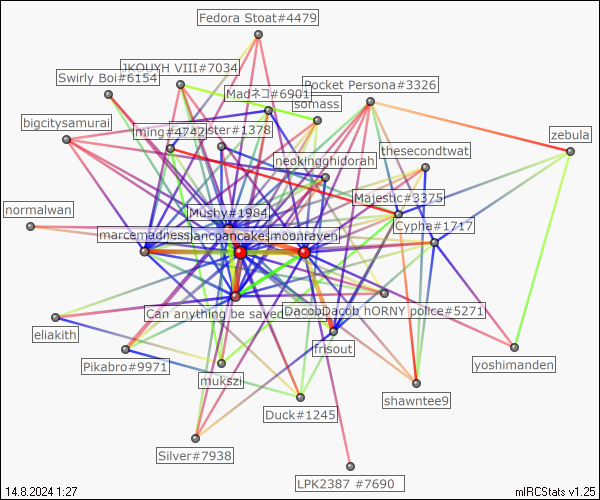 Fedora Stoat#4479
JKOUYH VIII#7034
Swirly Boi#6154
Pocket Persona#3326
Madネコ#6901
somass
bigcitysamurai
ming#4742
ister#1378
zebula
thesecondtwat
neokingghidorah
Majestic#3375
normalwan
Mushy#1984
Cypha#1717
marcemadness
ancpancakes
moonraven
Can anything be saved
DacobDacob hORNY police#5271
eliakith
frisout
Pikabro#9971
mukszi
yoshimanden
shawntee9
Duck#1245
Silver#7938
LPK2387 #7690
14.8.2024 1:27
mIRCStats v1.25